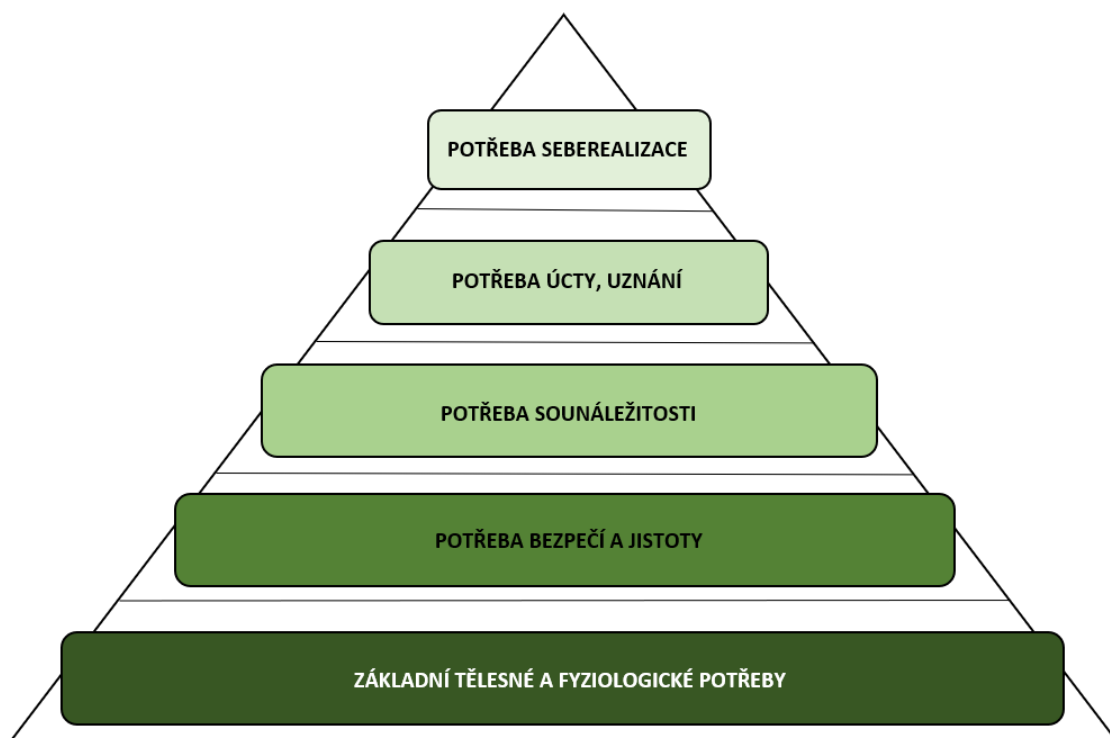 POTŘEBA SEBEREALIZACE
POTŘEBA ÚCTY, UZNÁNÍ
POTŘEBA SOUNÁLEŽITOSTI
POTŘEBA BEZPEČÍ A JISTOTY
ZÁKLADNÍ TĚLESNÉ A FYZIOLOGICKÉ POTŘEBY